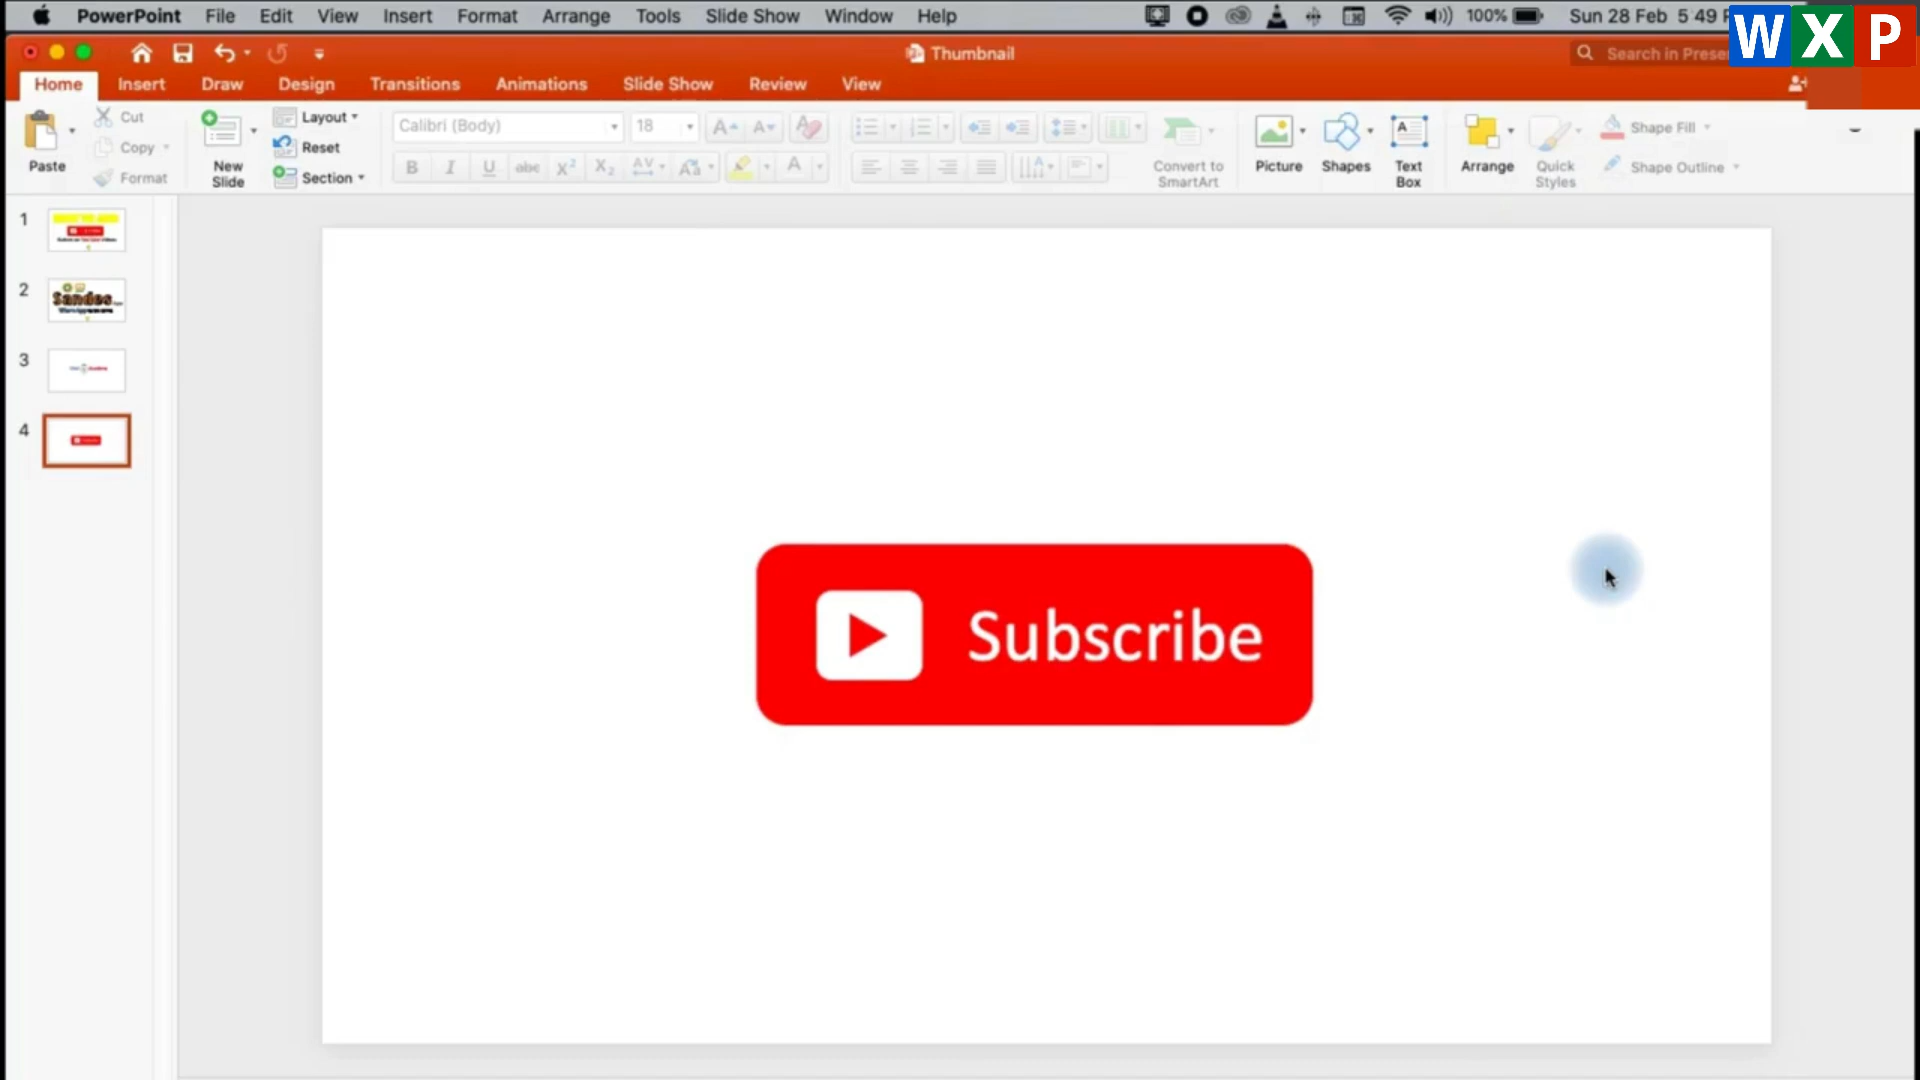 PowerPoint File Edit View Insert Format Arrange Tools Slide Show Window Help 100% Sun 28 Feb 5:49
W X P
Thumbnail
Search in Prese
Home Insert Draw Design Transitions Animations Slide Show Review View
Paste
Cut
Copy
Format
New Slide
Layout
Reset
Section
Calibri (Body) 18
Convert to SmartArt
Picture
Shapes
Text Box
Arrange
Quick Styles
Shape Fill
Shape Outline
1
2
Sandes
3
4
Subscribe